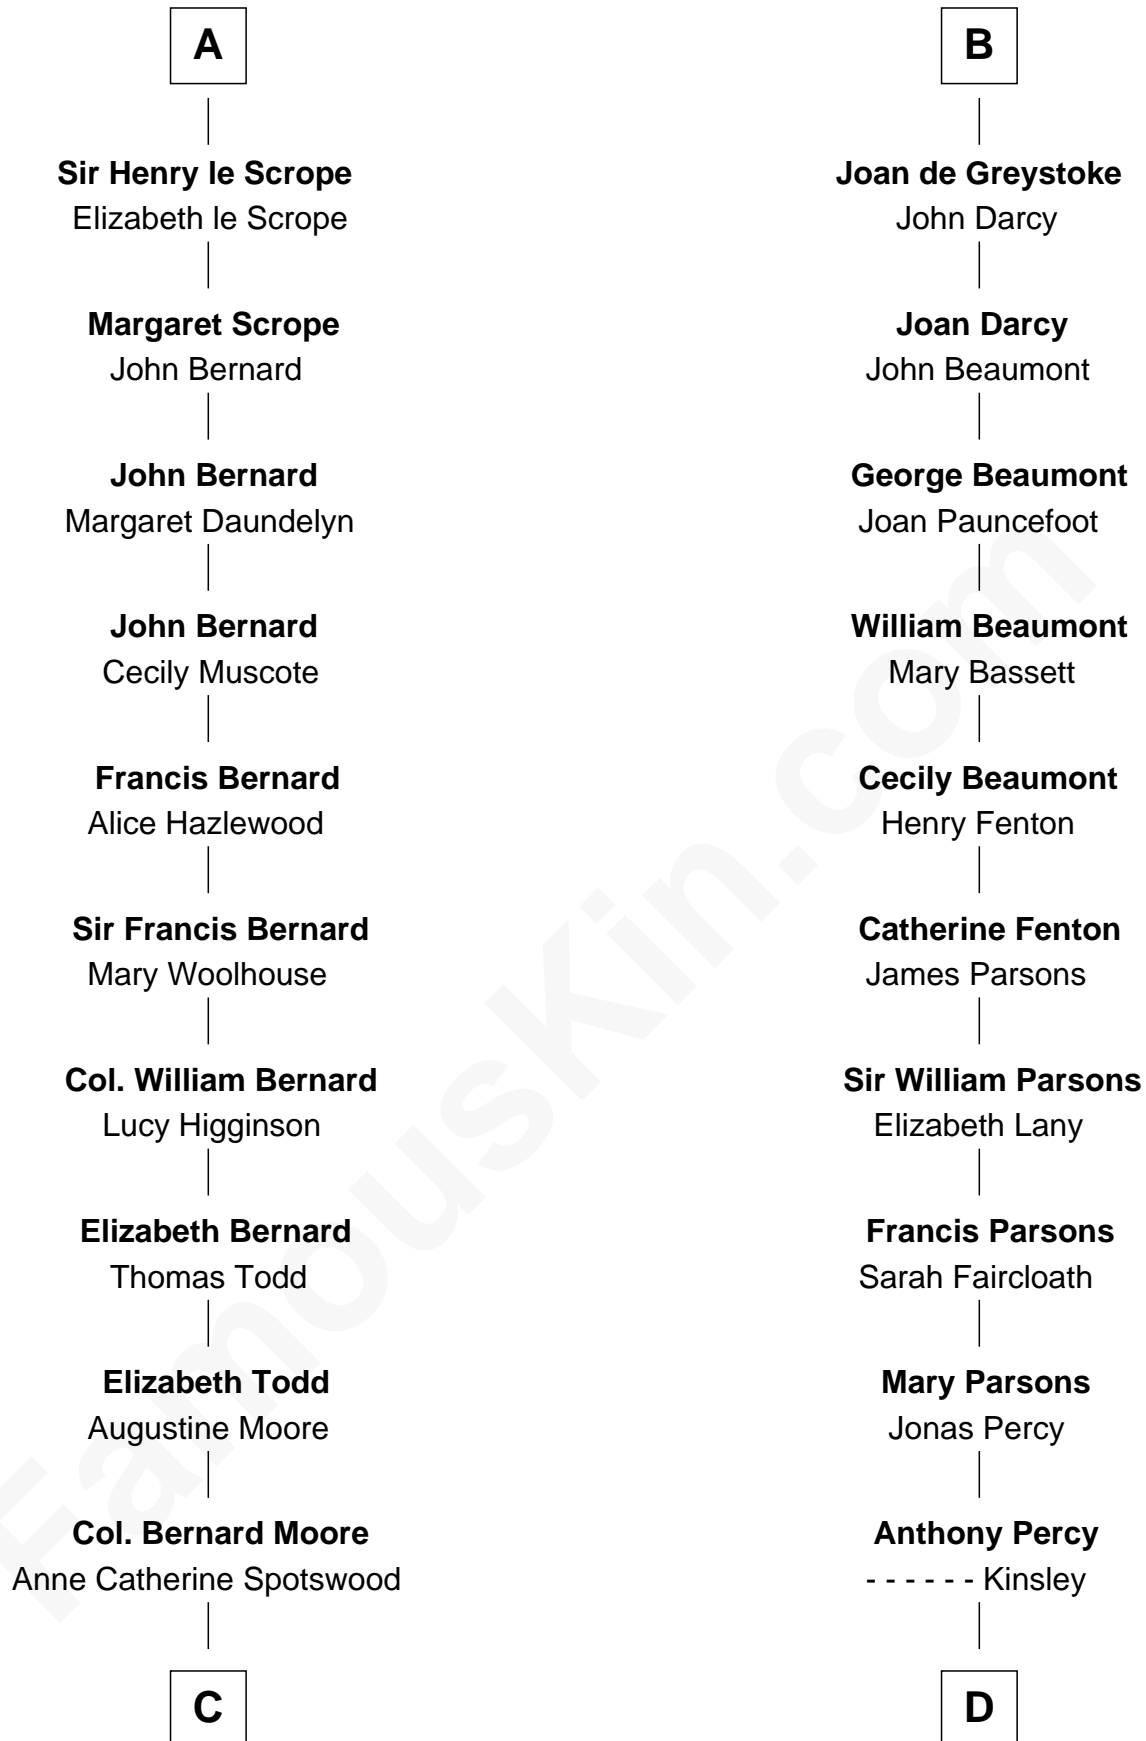 A
Sir Henry le Scrope
Elizabeth le Scrope
Margaret Scrope
John Bernard
John Bernard
Margaret Daundelyn
John Bernard
Cecily Muscote
Francis Bernard
Alice Hazlewood
Sir Francis Bernard
Mary Woolhouse
Col. William Bernard
Lucy Higginson
Elizabeth Bernard
Thomas Todd
Elizabeth Todd
Augustine Moore
Col. Bernard Moore
Anne Catherine Spotswood
C
B
Joan de Greystoke
John Darcy
Joan Darcy
John Beaumont
George Beaumont
Joan Pauncefoot
William Beaumont
Mary Bassett
Cecily Beaumont
Henry Fenton
Catherine Fenton
James Parsons
Sir William Parsons
Elizabeth Lany
Francis Parsons
Sarah Faircloath
Mary Parsons
Jonas Percy
Anthony Percy
- - - - - - Kinsley
D
FamousKin.com